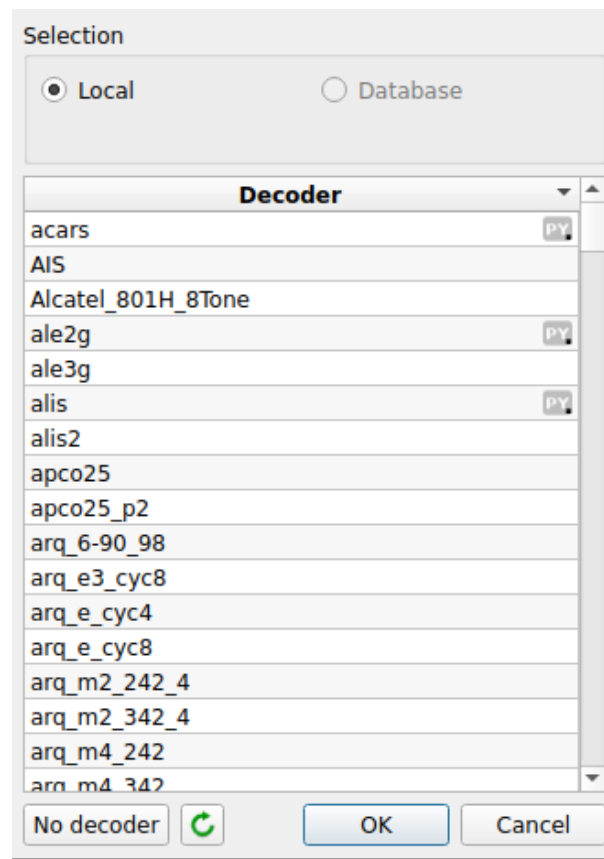 Selection
Local Database
Decoder
acars PY
AIS
Alcatel_801H_8Tone
ale2g PY
ale3g
alis PY
alis2
apco25
apco25_p2
arq_6-90_98
arq_e3_cyc8
arq_e_cyc4
arq_e_cyc8
arq_m2_242_4
arq_m2_342_4
arq_m4_242
arq_m4_342
No decoder OK Cancel